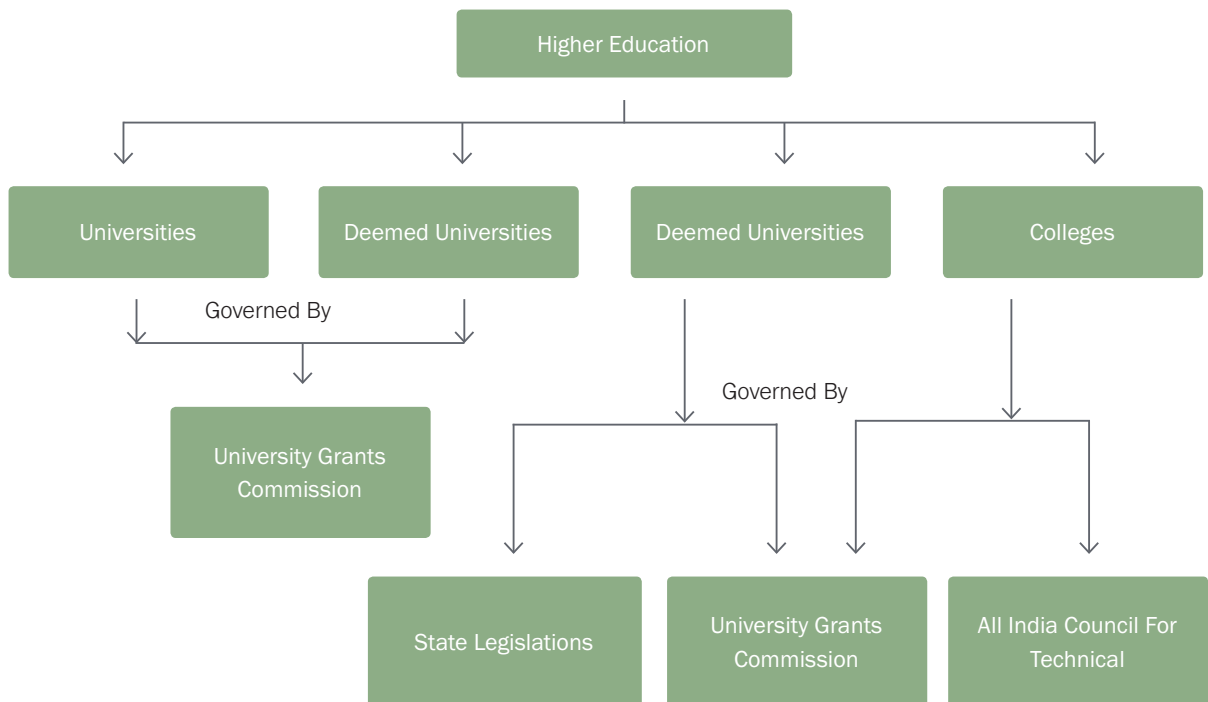 Higher Education
Universities
Deemed Universities
Deemed Universities
Colleges
Governed By
Governed By
University Grants
Commission
State Legislations
University Grants
Commission
All India Council For
Technical